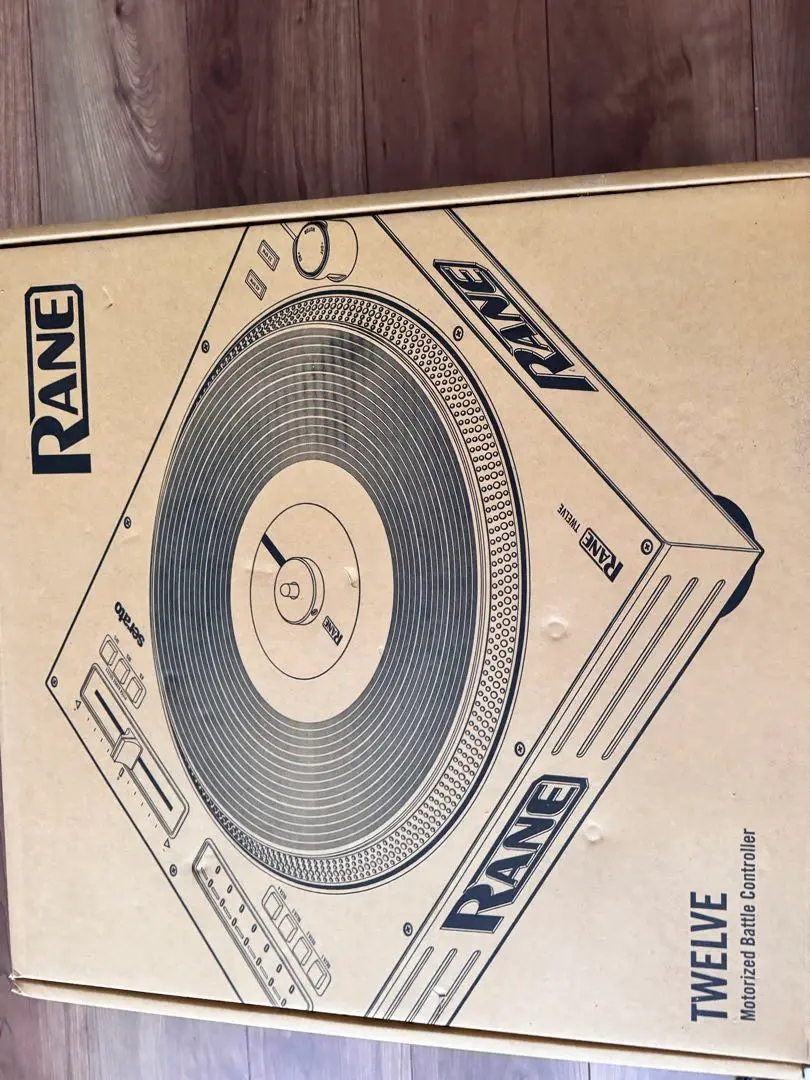 RANE
serato
RANE
RANE
RANE TWELVE
RANE
TWELVE
Motorized Battle Controller